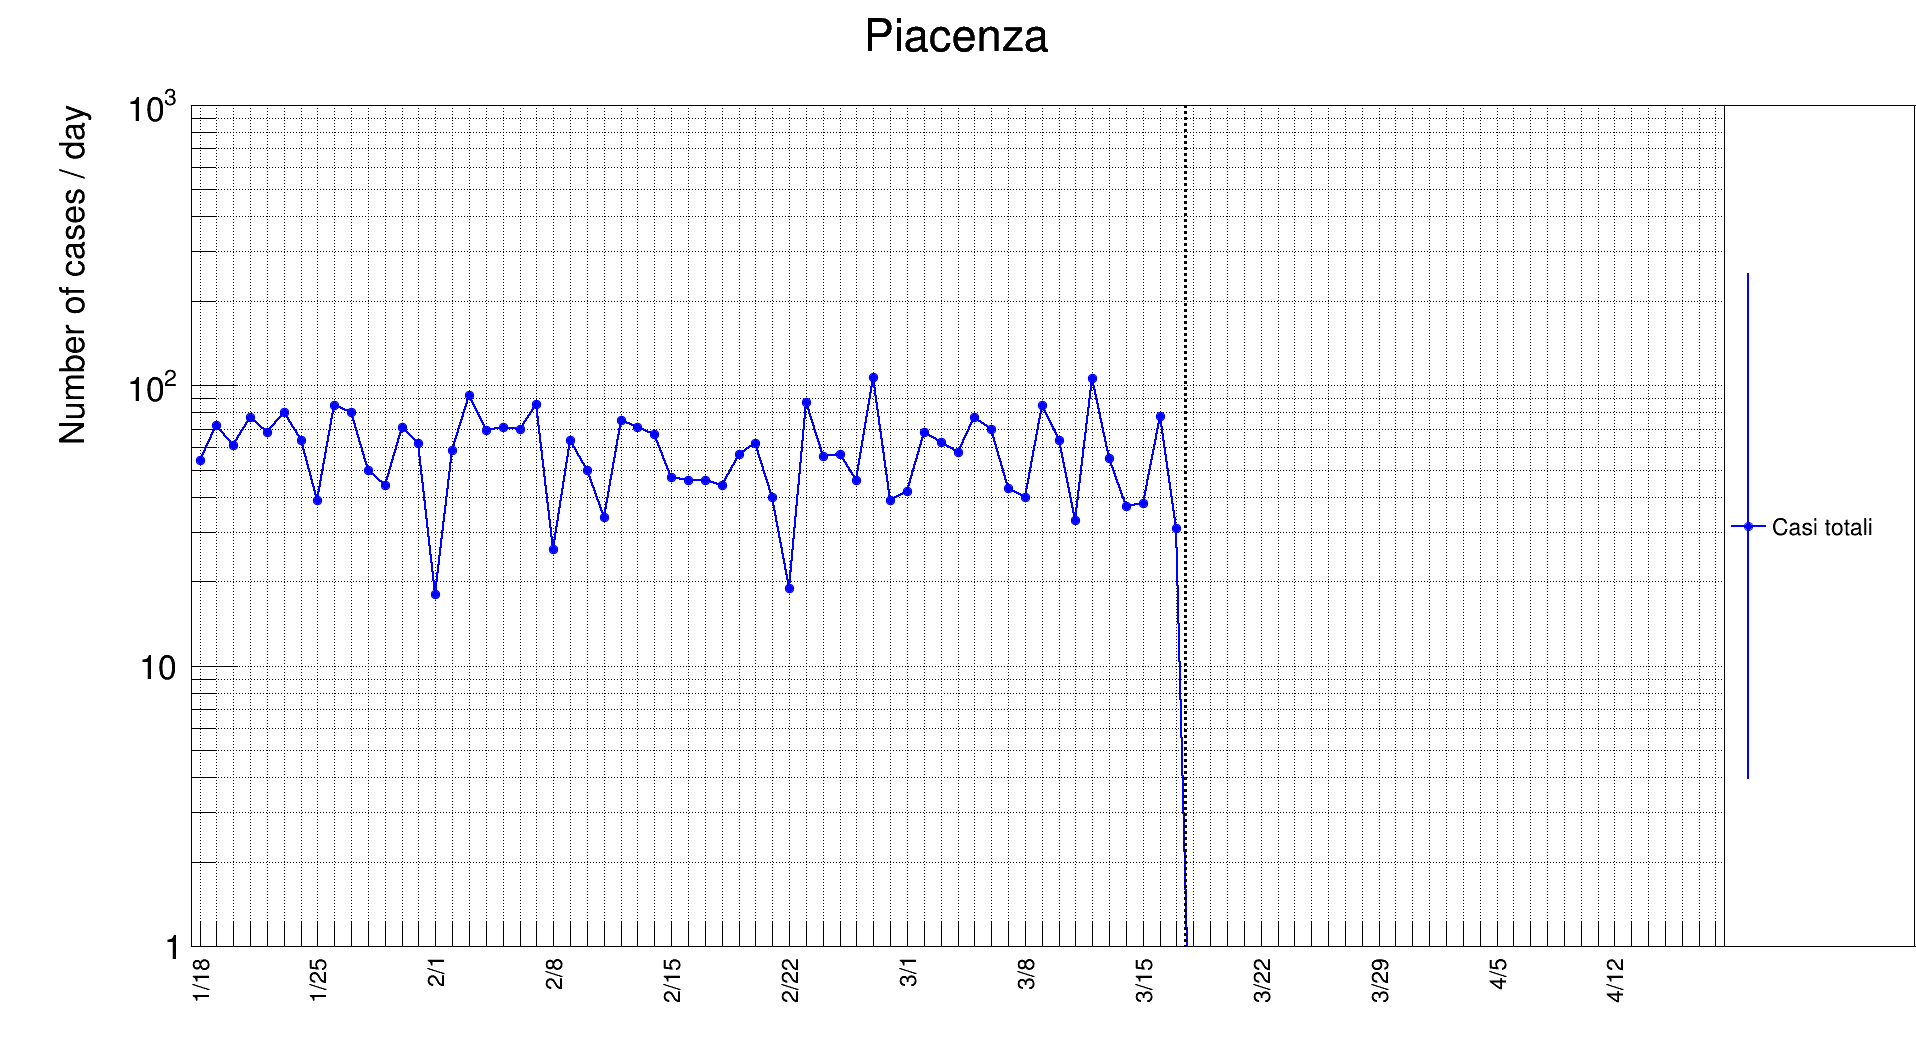 Piacenza
Number of cases / day
10³
10²
10
1
1/18 1/25 2/1 2/8 2/15 2/22 3/1 3/8 3/15 3/22 3/29 4/5 4/12
Casi totali